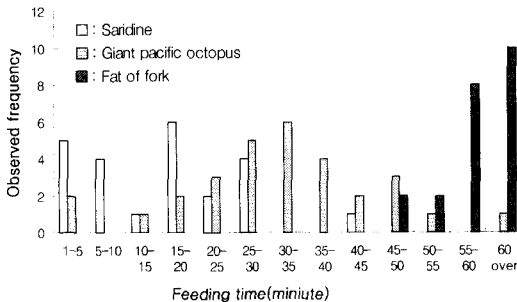 12
10
8
6
4
2
0
Observed frequency
: Saridine
: Giant pacific octopus
: Fat of fork
1-5 5-10 10- 15- 20- 25- 30- 35- 40- 45- 50- 55- 60
15 20 25 30 35 40 45 50 55 60 over
Feeding time(miniute)